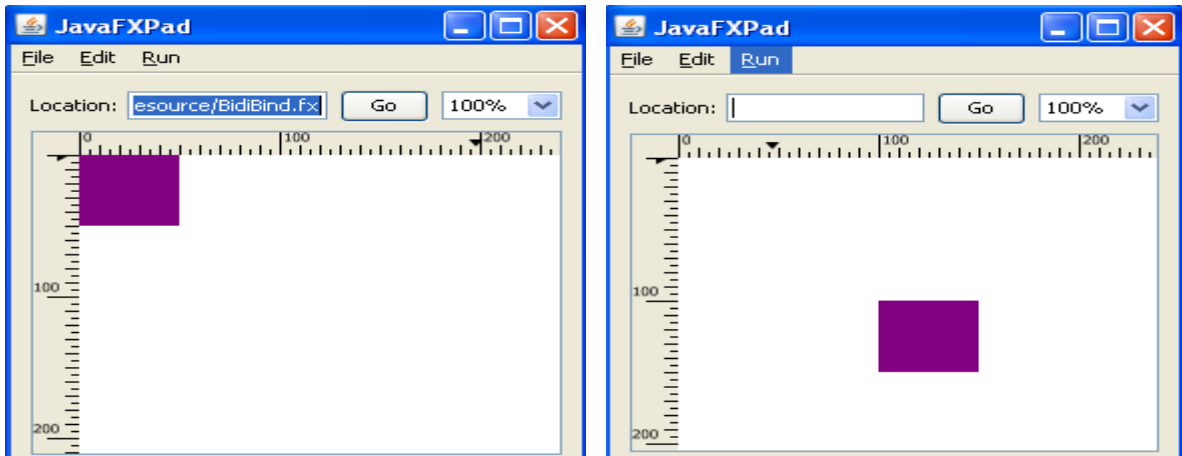 JavaFXPad
File Edit Run
Location: esource/BidiBind.fx Go 100%
0 100 200
100
200
JavaFXPad
File Edit Run
Location: Go 100%
0 100 200
100
200